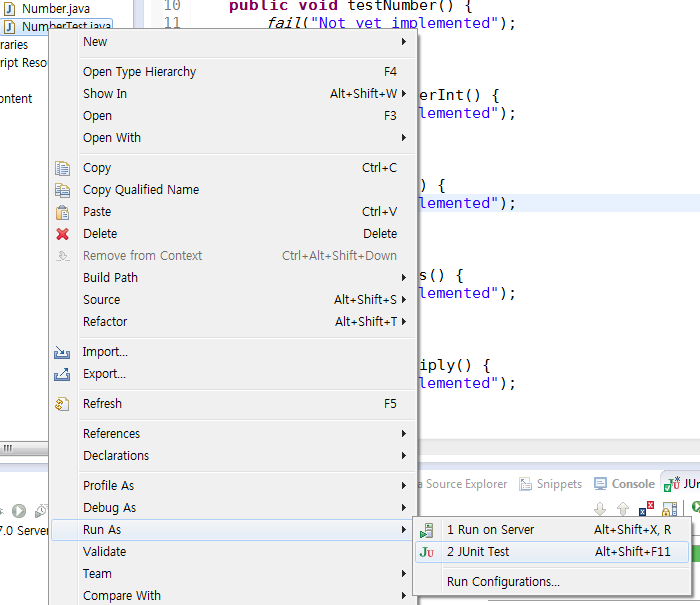 Number.java
NumberTest.java
raries
ript Resou
ontent
7.0 Server
10 public void testNumber() {
11 fail("Not yet implemented");
erInt() {
lemented");
) {
lemented");
s() {
lemented");
iply() {
lemented");
New
Open Type Hierarchy F4
Show In Alt+Shift+W
Open F3
Open With
Copy Ctrl+C
Copy Qualified Name
Paste Ctrl+V
Delete Delete
Remove from Context Ctrl+Alt+Shift+Down
Build Path
Source Alt+Shift+S
Refactor Alt+Shift+T
Import...
Export...
Refresh F5
References
Declarations
Profile As
Debug As
Run As
Validate
Team
Compare With
a Source Explorer Snippets Console JUn
1 Run on Server Alt+Shift+X, R
2 JUnit Test Alt+Shift+F11
Run Configurations...